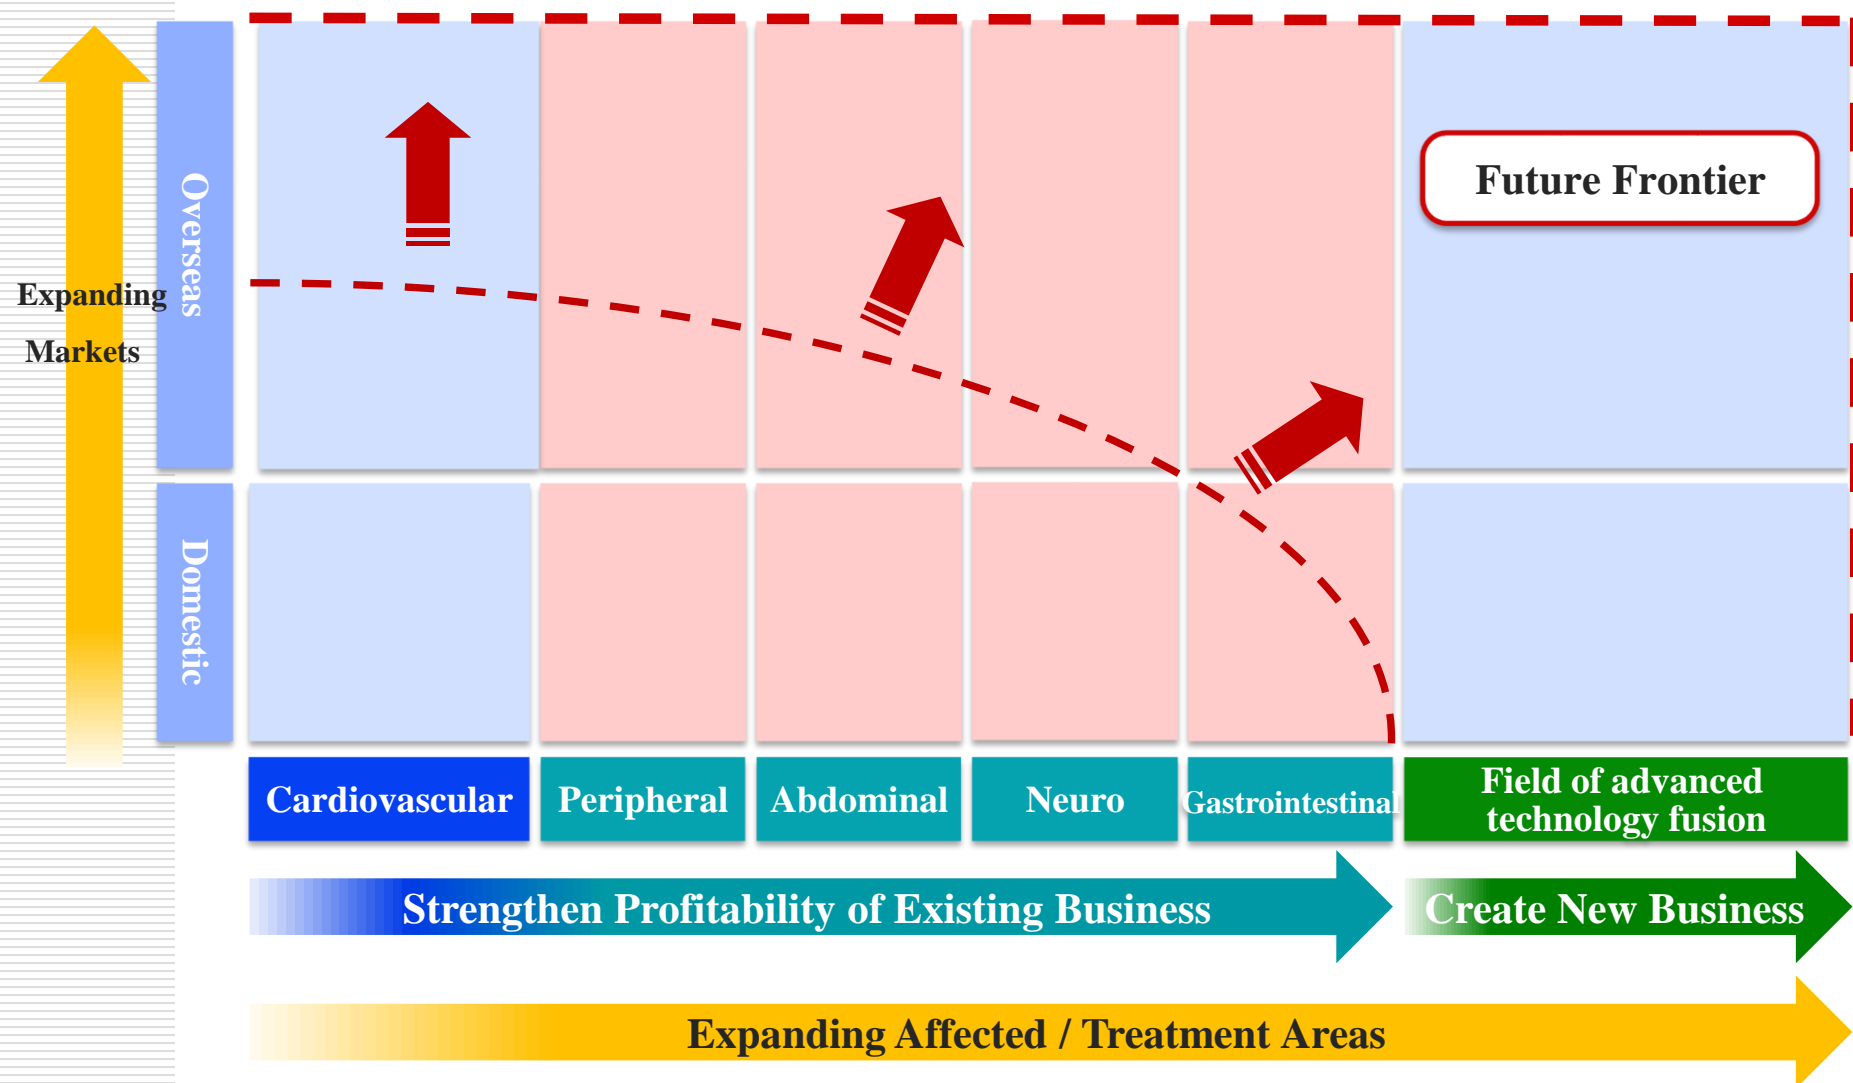 Overseas
Future Frontier
Expanding
Markets
Domestic
Cardiovascular
Peripheral
Abdominal
Neuro
Gastrointestinal
Field of advanced
technology fusion
Strengthen Profitability of Existing Business
Create New Business
Expanding Affected / Treatment Areas